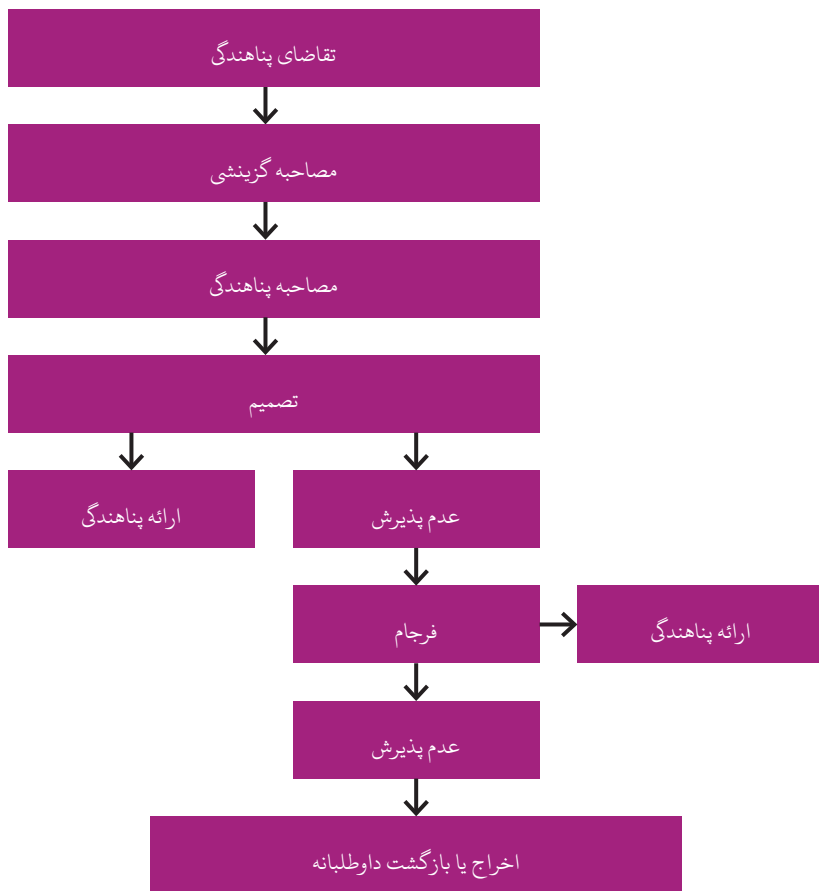 تقاضای پناهندگی
مصاحبه گزینشی
مصاحبه پناهندگی
تصمیم
عدم پذیرش
ارائه پناهندگی
فرجام
ارائه پناهندگی
عدم پذیرش
اخراج یا بازگشت داوطلبانه